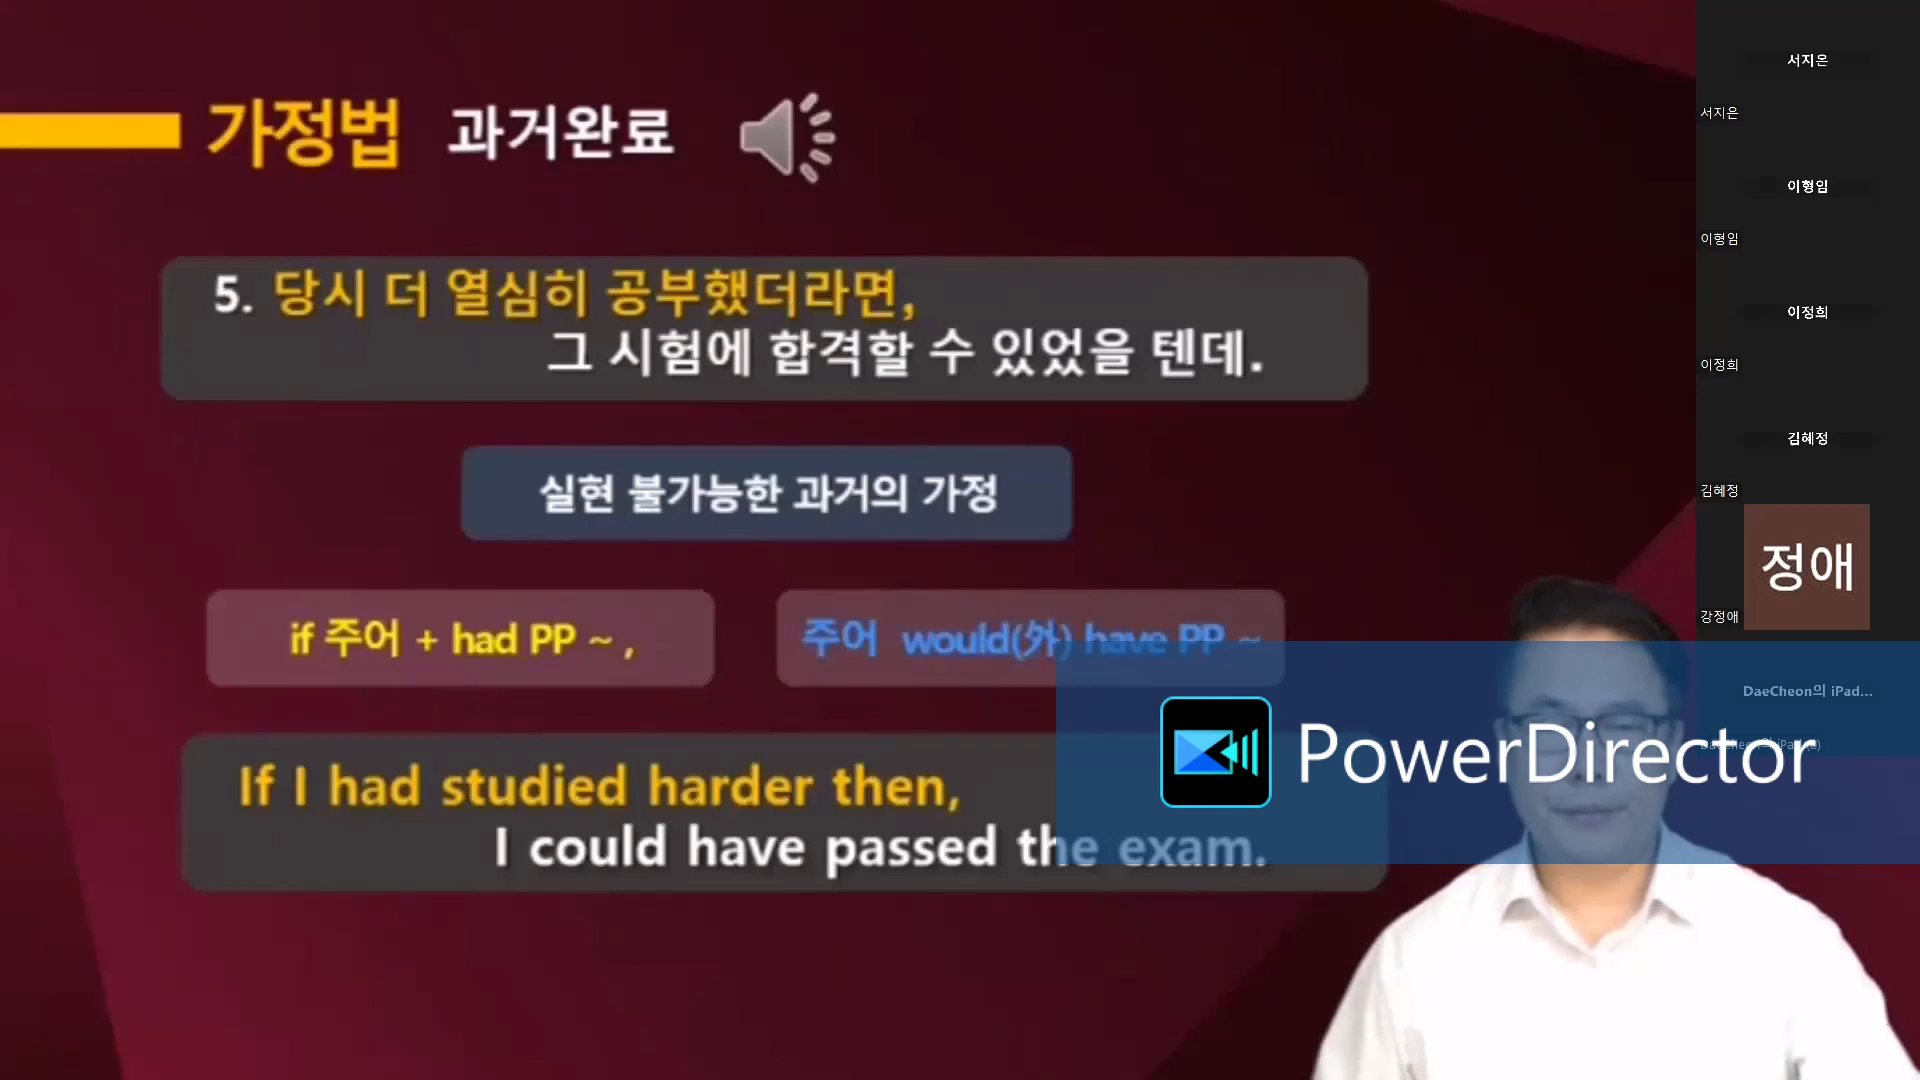 가정법 과거완료
5. 당시 더 열심히 공부했더라면,
그 시험에 합격할 수 있었을 텐데.
실현 불가능한 과거의 가정
if 주어 + had PP ~ ,
주어 would(外) have PP ~
If I had studied harder then,
I could have passed the exam.
PowerDirector
서지은
서지은
이형임
이형임
이정희
이정희
김혜정
김혜정
정애
강정애
DaeCheon의 iPad...